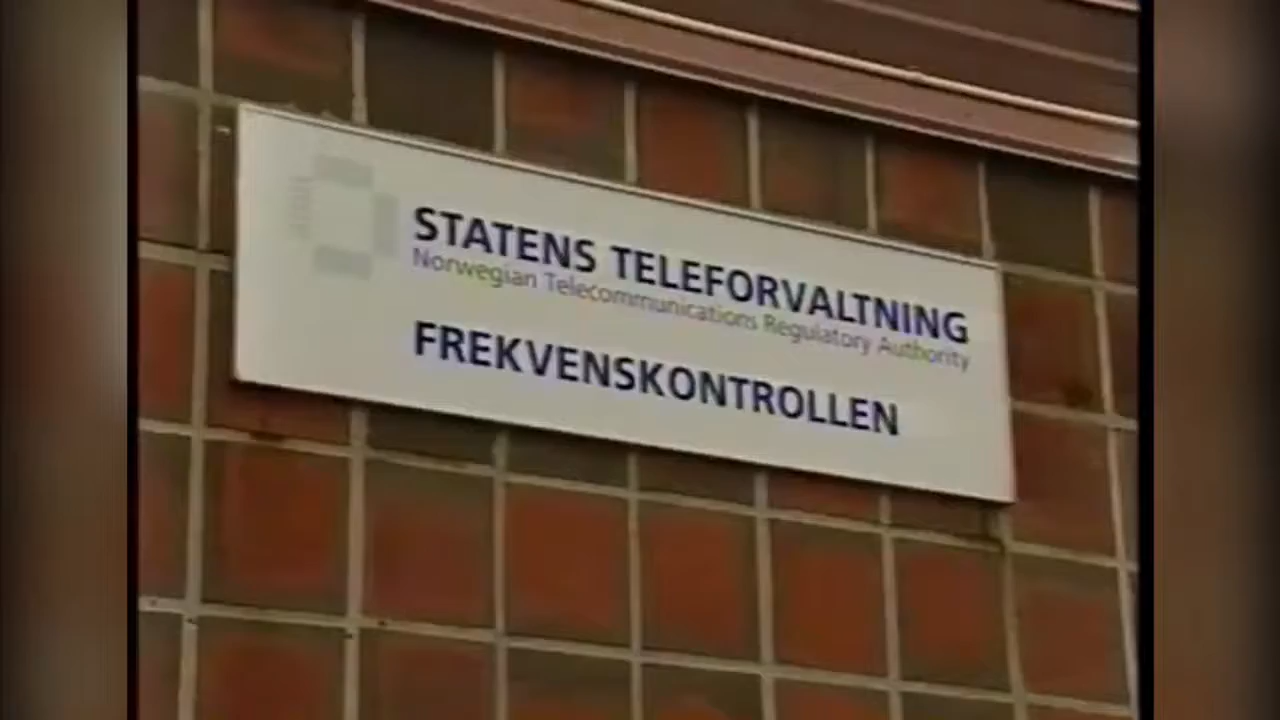 STATENS TELEFORVALTNING
Norwegian Telecommunications Regulatory Authority
FREKVENSKONTROLLEN